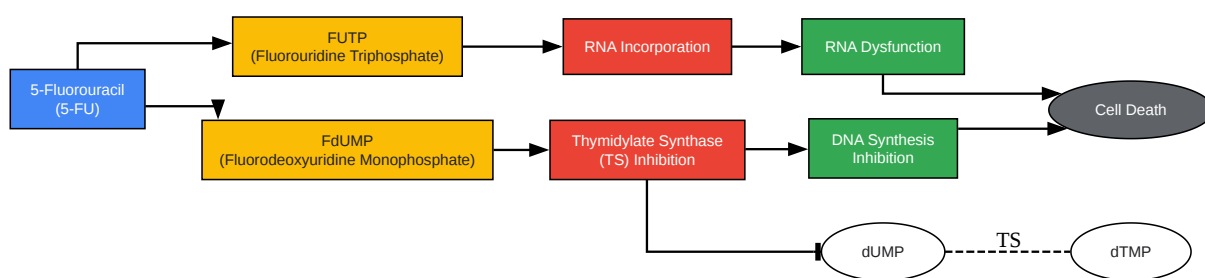 FUTP
(Fluorouridine Triphosphate)
RNA Incorporation
RNA Dysfunction
5-Fluorouracil
(5-FU)
Cell Death
FdUMP
(Fluorodeoxyuridine Monophosphate)
Thymidylate Synthase
(TS) Inhibition
DNA Synthesis
Inhibition
dUMP
TS
dTMP